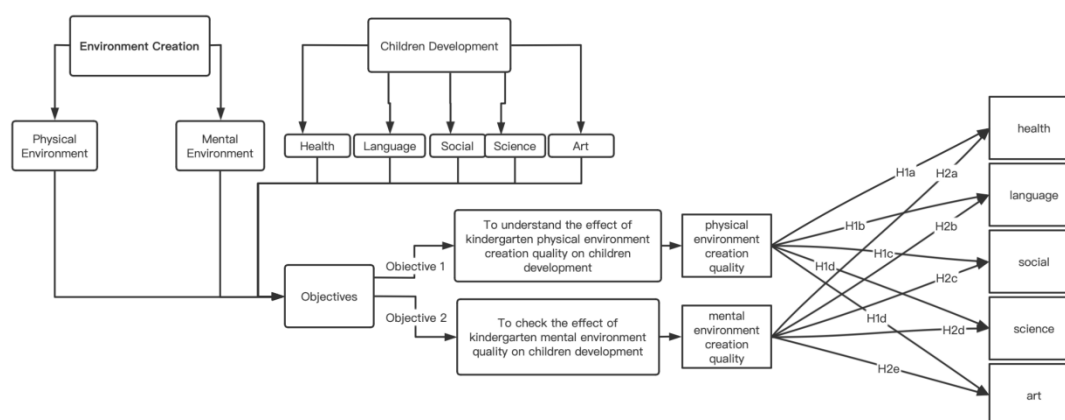 Environment Creation
Children Development
Physical
Environment
Mental
Environment
Health
Language
Social
Science
Art
Objectives
Objective 1
Objective 2
To understand the effect of
kindergarten physical environment
creation quality on children
development
To check the effect of
kindergarten mental environment
quality on children development
physical
environment
creation
quality
mental
environment
creation
quality
H1a
H1b
H1c
H1d
H1d
H2a
H2b
H2c
H2d
H2e
health
language
social
science
art